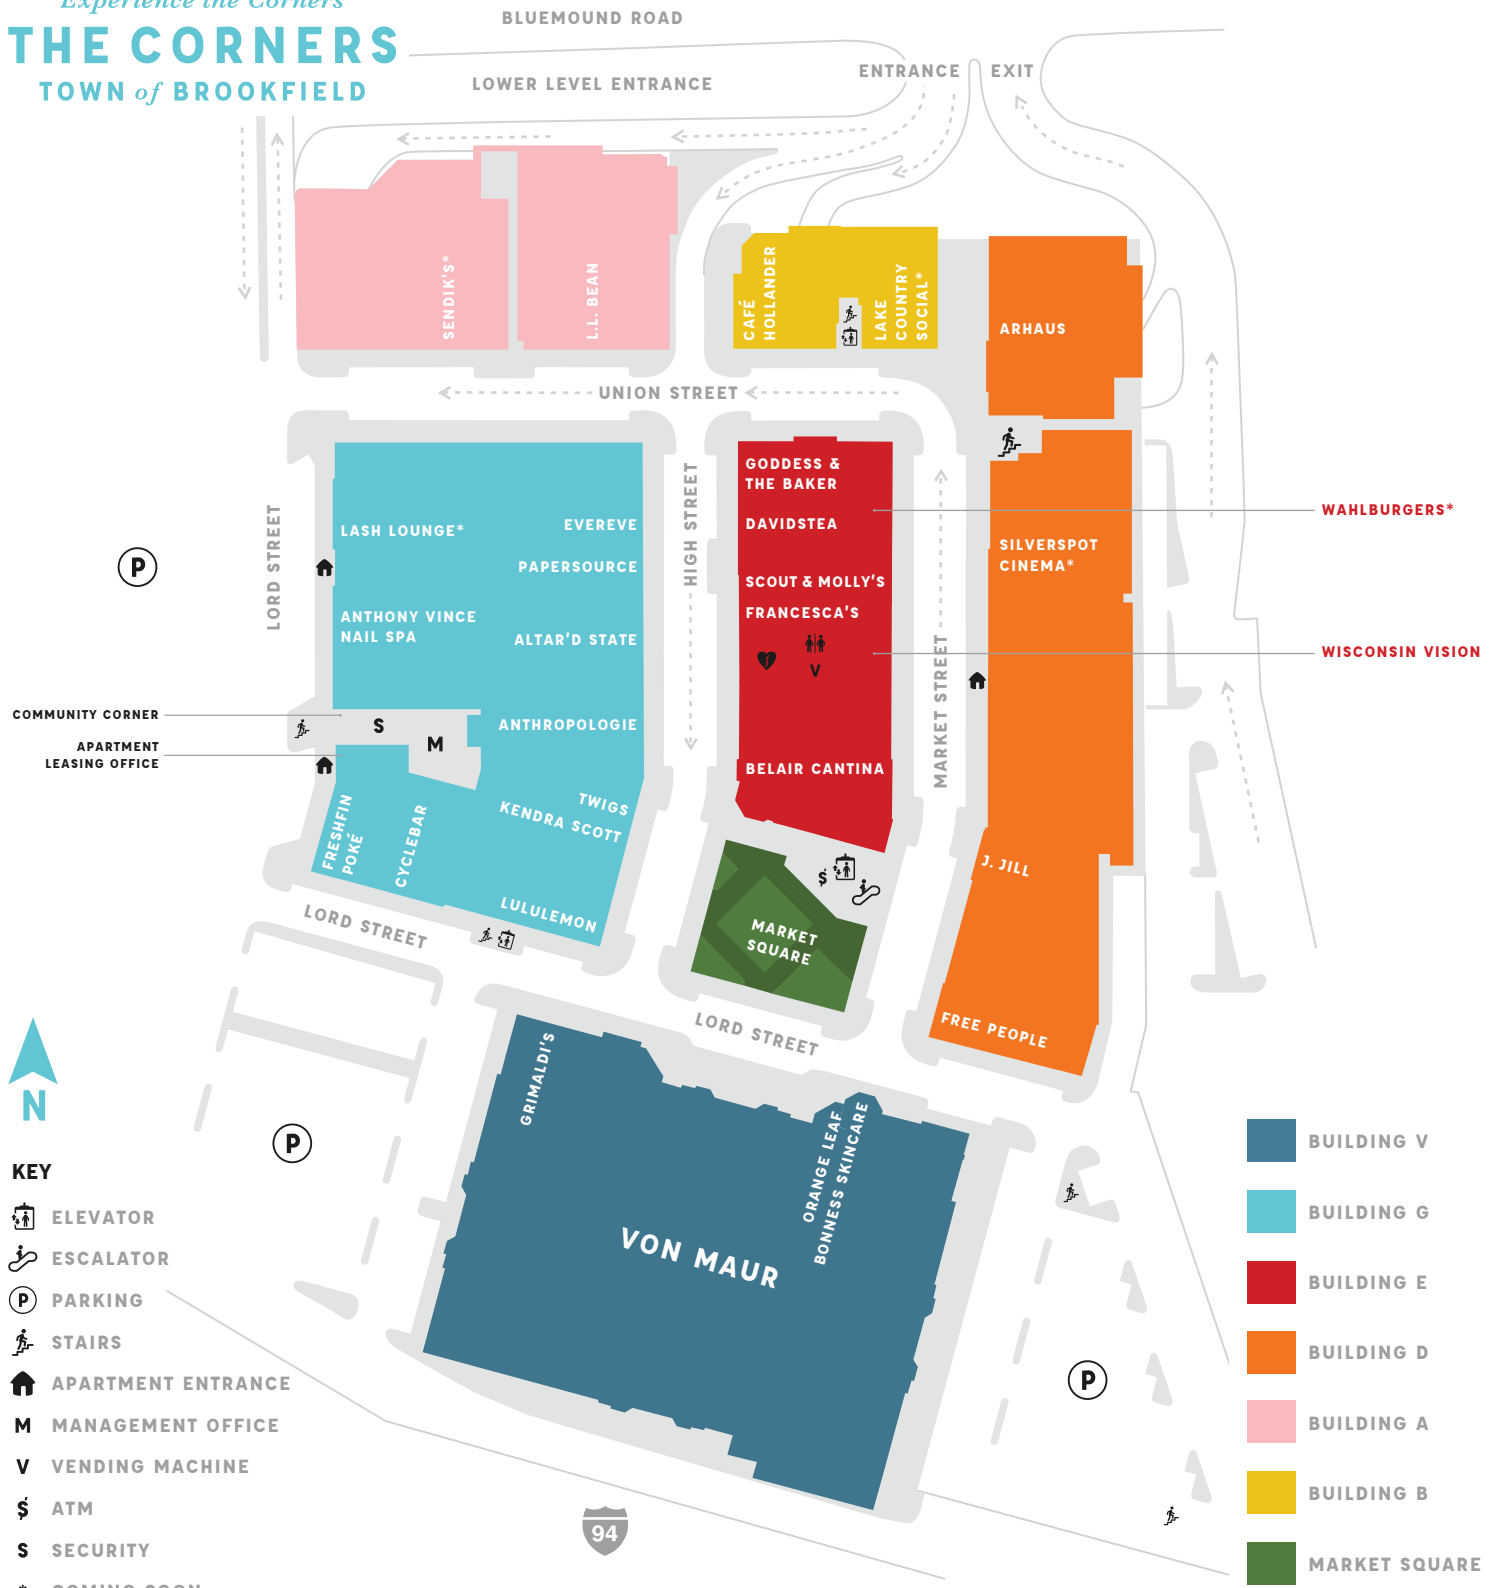 Experience the Corners
THE CORNERS
TOWN of BROOKFIELD
BLUEMOUND ROAD
LOWER LEVEL ENTRANCE
ENTRANCE
EXIT
SENDIK'S*
L.L. BEAN
CAFÉ
HOLLANDER
LAKE
COUNTRY
SOCIAL*
ARHAUS
UNION STREET
LORD STREET
HIGH STREET
MARKET STREET
LASH LOUNGE*
EVEREVE
PAPERSOURCE
ANTHONY VINCE
NAIL SPA
ALTAR'D STATE
ANTHROPOLOGIE
S
M
TWIGS
KENDRA SCOTT
FRESHFIN
POKÉ
CYCLEBAR
LULULEMON
COMMUNITY CORNER
APARTMENT
LEASING OFFICE
P
GODDESS &
THE BAKER
DAVIDSTEA
SCOUT & MOLLY'S
FRANCESCA'S
V
BELAIR CANTINA
WAHLBURGERS*
SILVERSPOT
CINEMA*
WISCONSIN VISION
J. JILL
FREE PEOPLE
$
MARKET
SQUARE
LORD STREET
LORD STREET
GRIMALDI'S
ORANGE LEAF
BONNESS SKINCARE
VON MAUR
P
P
94
N
KEY
ELEVATOR
ESCALATOR
P PARKING
STAIRS
APARTMENT ENTRANCE
M MANAGEMENT OFFICE
V VENDING MACHINE
$ ATM
S SECURITY
* COMING SOON
BUILDING V
BUILDING G
BUILDING E
BUILDING D
BUILDING A
BUILDING B
MARKET SQUARE